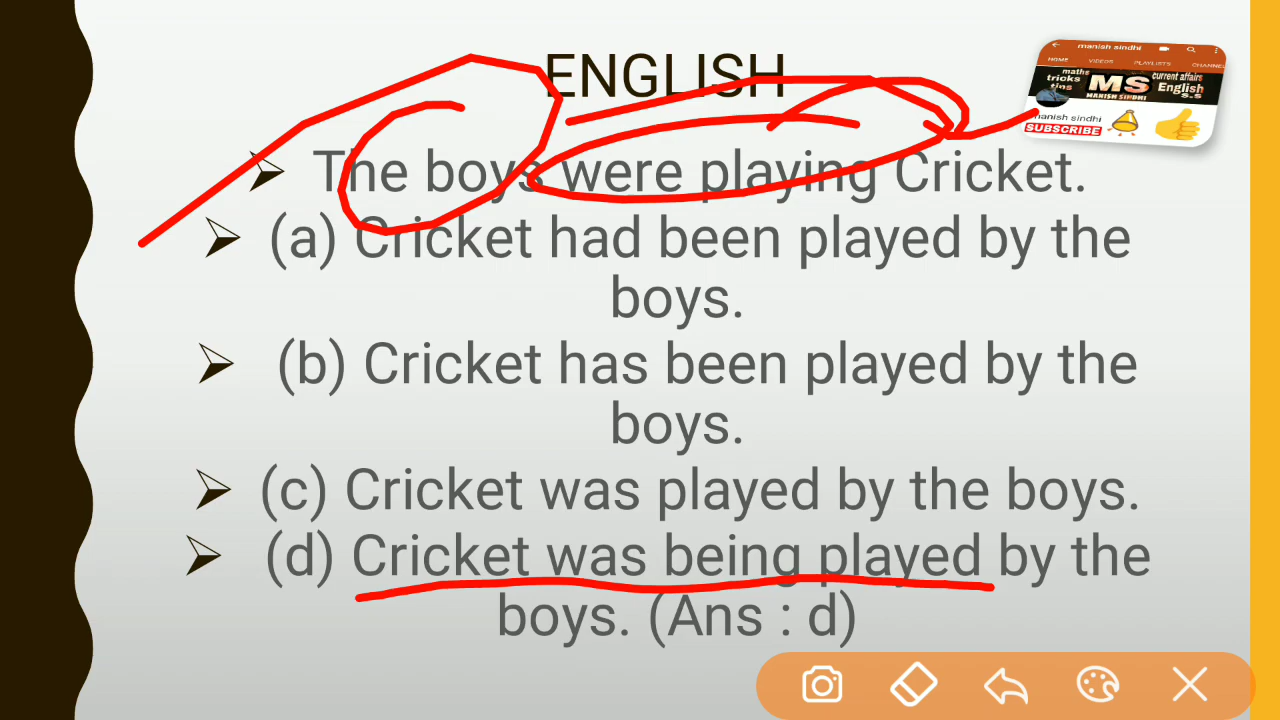 ENGLISH
manish sindhi
HOME VIDEOS PLAYLISTS CHANNE
maths
tricks
tips
MS
MANISH SINDHI
current affairs
English
S.S
manish sindhi
SUBSCRIBE
The boys were playing Cricket.
(a) Cricket had been played by the
boys.
(b) Cricket has been played by the
boys.
(c) Cricket was played by the boys.
(d) Cricket was being played by the
boys. (Ans : d)